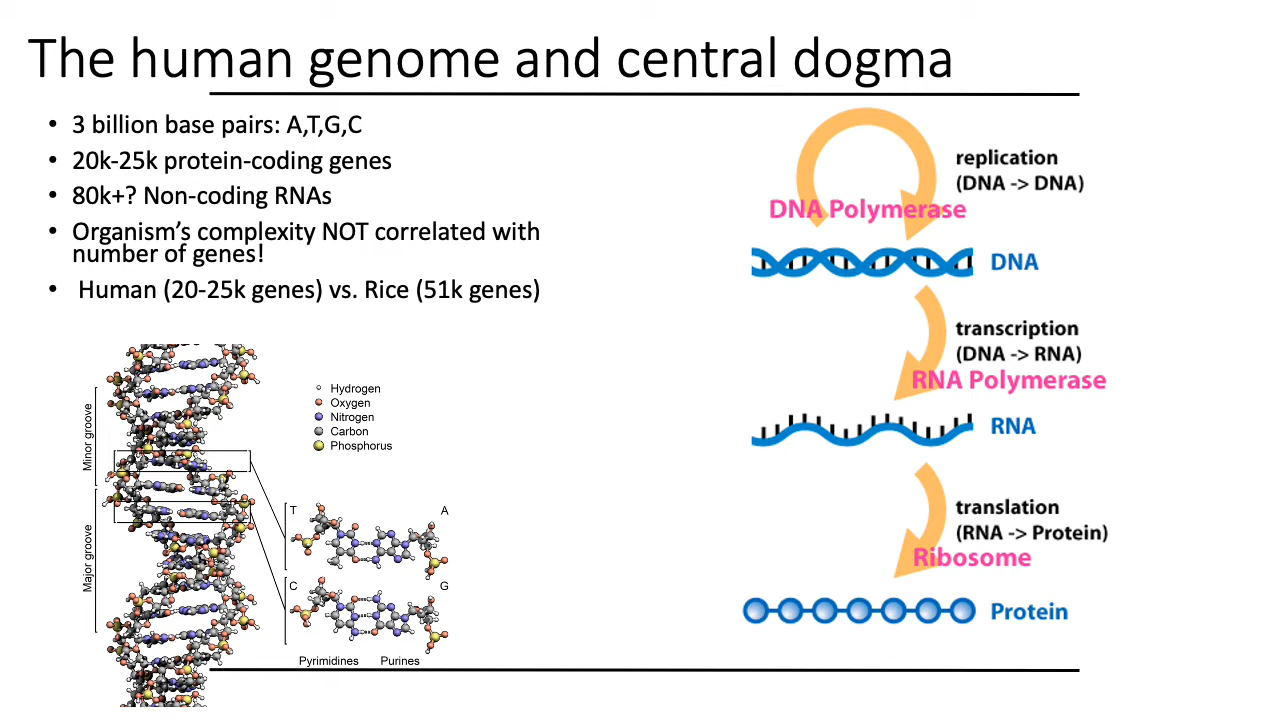 The human genome and central dogma
• 3 billion base pairs: A,T,G,C
• 20k-25k protein-coding genes
• 80k+? Non-coding RNAs
• Organism's complexity NOT correlated with
number of genes!
• Human (20-25k genes) vs. Rice (51k genes)
replication
(DNA -> DNA)
DNA Polymerase
DNA
transcription
(DNA -> RNA)
RNA Polymerase
RNA
translation
(RNA -> Protein)
Ribosome
Protein
Minor groove
Major groove
Hydrogen
Oxygen
Nitrogen
Carbon
Phosphorus
T A
C G
Pyrimidines Purines